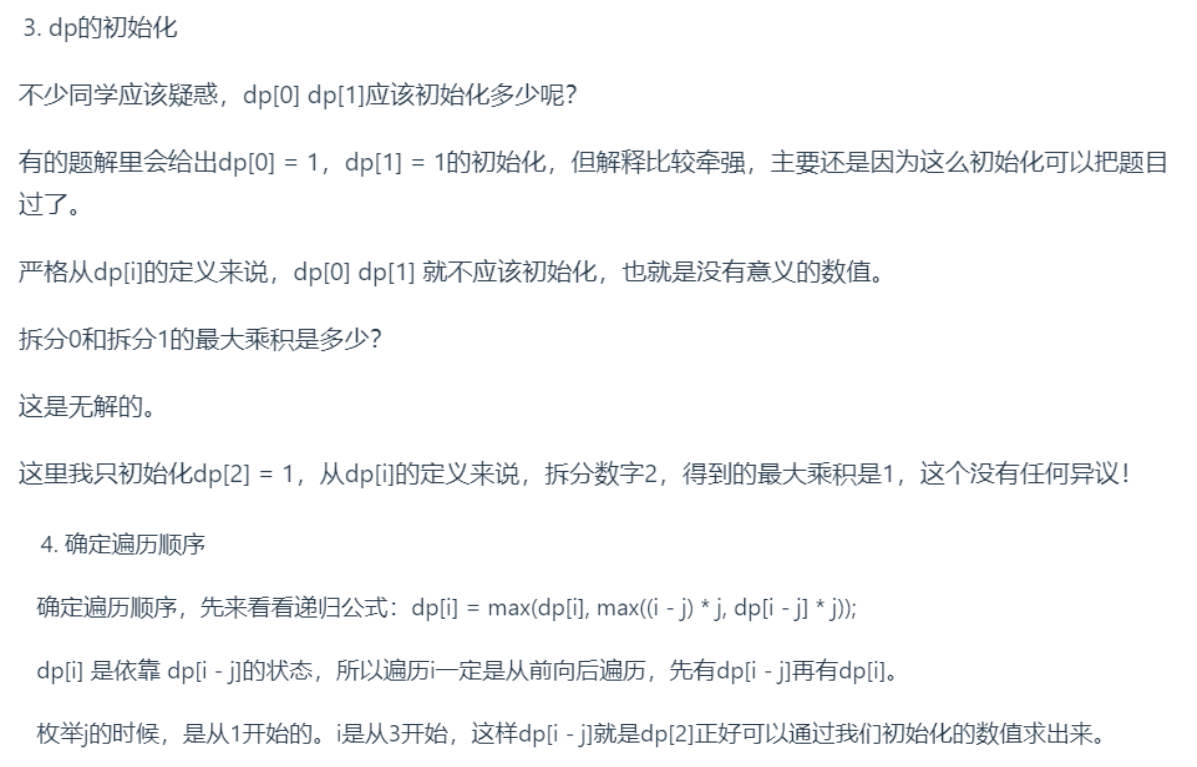 3. dp的初始化
不少同学应该疑惑，dp[0] dp[1]应该初始化多少呢？
有的题解里会给出dp[0] = 1，dp[1] = 1的初始化，但解释比较牵强，主要还是因为这么初始化可以把题目
过了。
严格从dp[i]的定义来说，dp[0] dp[1] 就不应该初始化，也就是没有意义的数值。
拆分0和拆分1的最大乘积是多少？
这是无解的。
这里我只初始化dp[2] = 1，从dp[i]的定义来说，拆分数字2，得到的最大乘积是1，这个没有任何异议！
4. 确定遍历顺序
确定遍历顺序，先来看看递归公式：dp[i] = max(dp[i], max((i - j) * j, dp[i - j] * j));
dp[i] 是依靠 dp[i - j]的状态，所以遍历i一定是从前向后遍历，先有dp[i - j]再有dp[i]。
枚举j的时候，是从1开始的。i是从3开始，这样dp[i - j]就是dp[2]正好可以通过我们初始化的数值求出来。